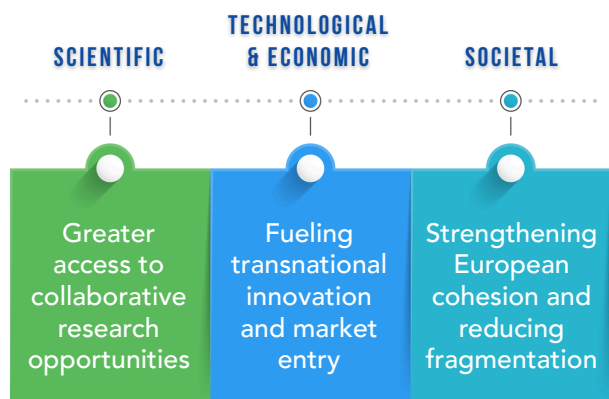 SCIENTIFIC
TECHNOLOGICAL
& ECONOMIC
SOCIETAL
Greater
access to
collaborative
research
opportunities
Fueling
transnational
innovation
and market
entry
Strengthening
European
cohesion and
reducing
fragmentation